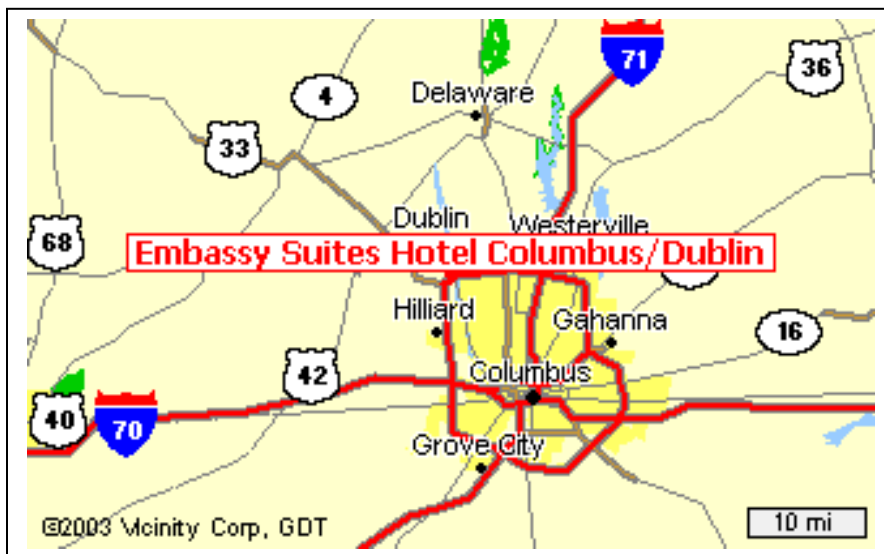 71
36
4
Delaware
33
Dublin
Westerville
68
Embassy Suites Hotel Columbus/Dublin
Hilliard
Gahanna
16
42
Columbus
40
70
Grove City
©2003 Vicinity Corp, GDT
10 mi